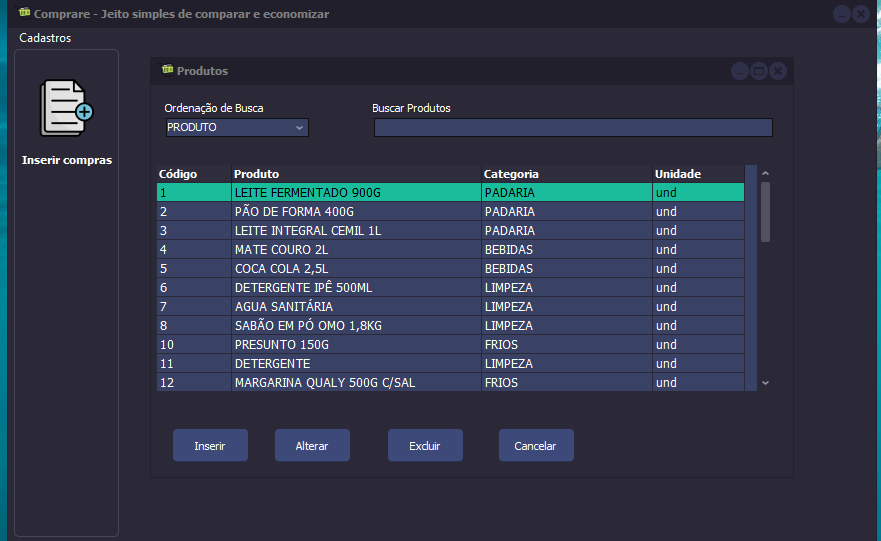 Comprare - Jeito simples de comparar e economizar
Cadastros
Inserir compras
Produtos
Ordenação de Busca
Buscar Produtos
PRODUTO
Código Produto Categoria Unidade
1 LEITE FERMENTADO 900G PADARIA und
2 PÃO DE FORMA 400G PADARIA und
3 LEITE INTEGRAL CEMIL 1L PADARIA und
4 MATE COURO 2L BEBIDAS und
5 COCA COLA 2,5L BEBIDAS und
6 DETERGENTE IPÊ 500ML LIMPEZA und
7 AGUA SANITÁRIA LIMPEZA und
8 SABÃO EM PÓ OMO 1,8KG LIMPEZA und
10 PRESUNTO 150G FRIOS und
11 DETERGENTE LIMPEZA und
12 MARGARINA QUALY 500G C/SAL FRIOS und
Inserir Alterar Excluir Cancelar